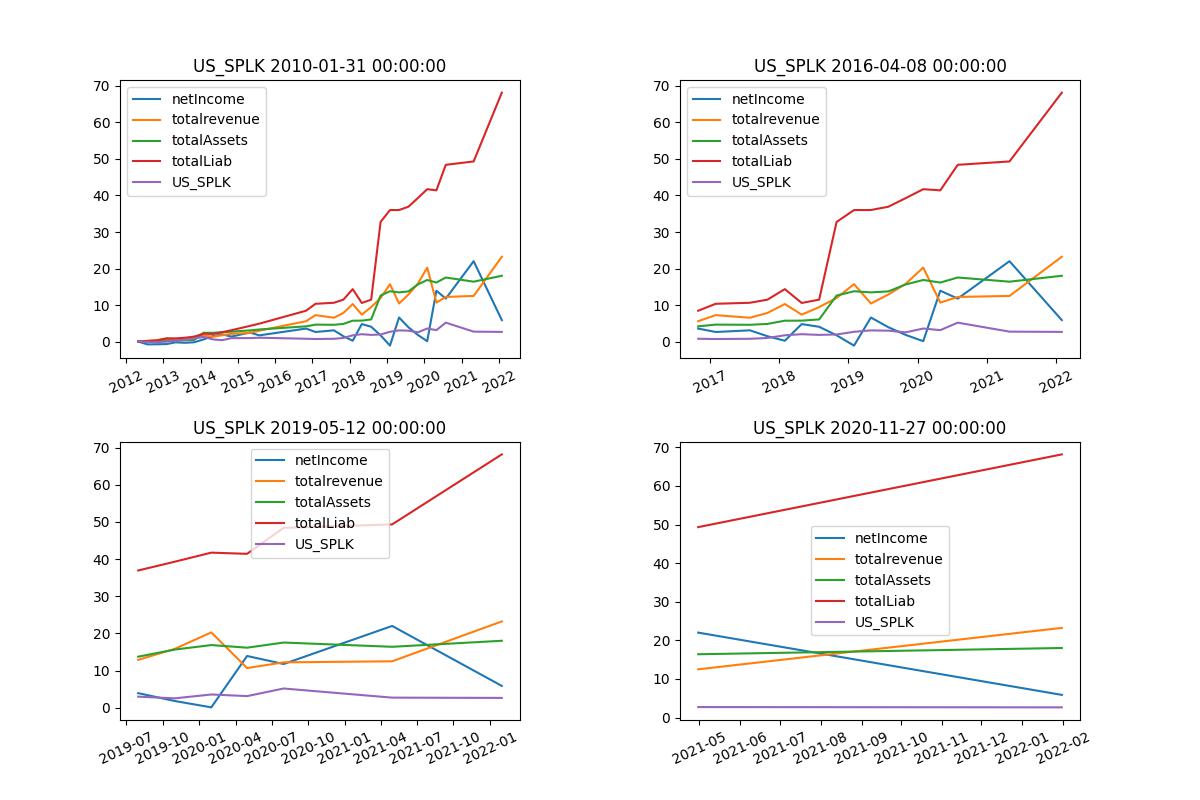 US_SPLK 2010-01-31 00:00:00
70
60
50
40
30
20
10
0
netIncome
totalrevenue
totalAssets
totalLiab
US_SPLK
2012 2013 2014 2015 2016 2017 2018 2019 2020 2021 2022
US_SPLK 2016-04-08 00:00:00
70
60
50
40
30
20
10
0
netIncome
totalrevenue
totalAssets
totalLiab
US_SPLK
2017 2018 2019 2020 2021 2022
US_SPLK 2019-05-12 00:00:00
70
60
50
40
30
20
10
0
netIncome
totalrevenue
totalAssets
totalLiab
US_SPLK
2019-07 2019-10 2020-01 2020-04 2020-07 2020-10 2021-01 2021-04 2021-07 2021-10 2022-01
US_SPLK 2020-11-27 00:00:00
70
60
50
40
30
20
10
0
netIncome
totalrevenue
totalAssets
totalLiab
US_SPLK
2021-05 2021-06 2021-07 2021-08 2021-09 2021-10 2021-11 2021-12 2022-01 2022-02